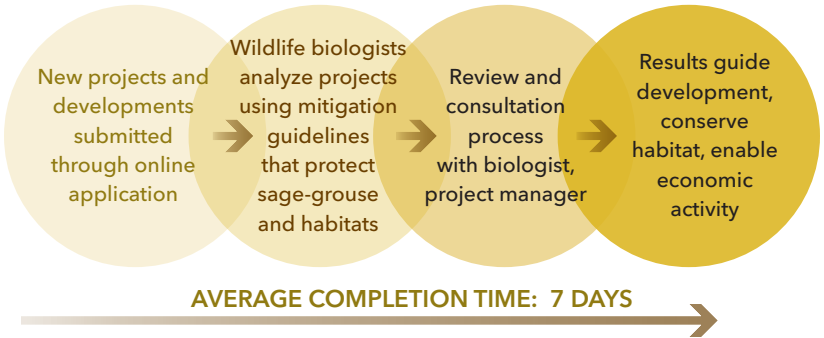 New projects and
developments
submitted
through online
application
Wildlife biologists
analyze projects
using mitigation
guidelines
that protect
sage-grouse
and habitats
Review and
consultation
process
with biologist,
project manager
Results guide
development,
conserve
habitat, enable
economic
activity
AVERAGE COMPLETION TIME: 7 DAYS